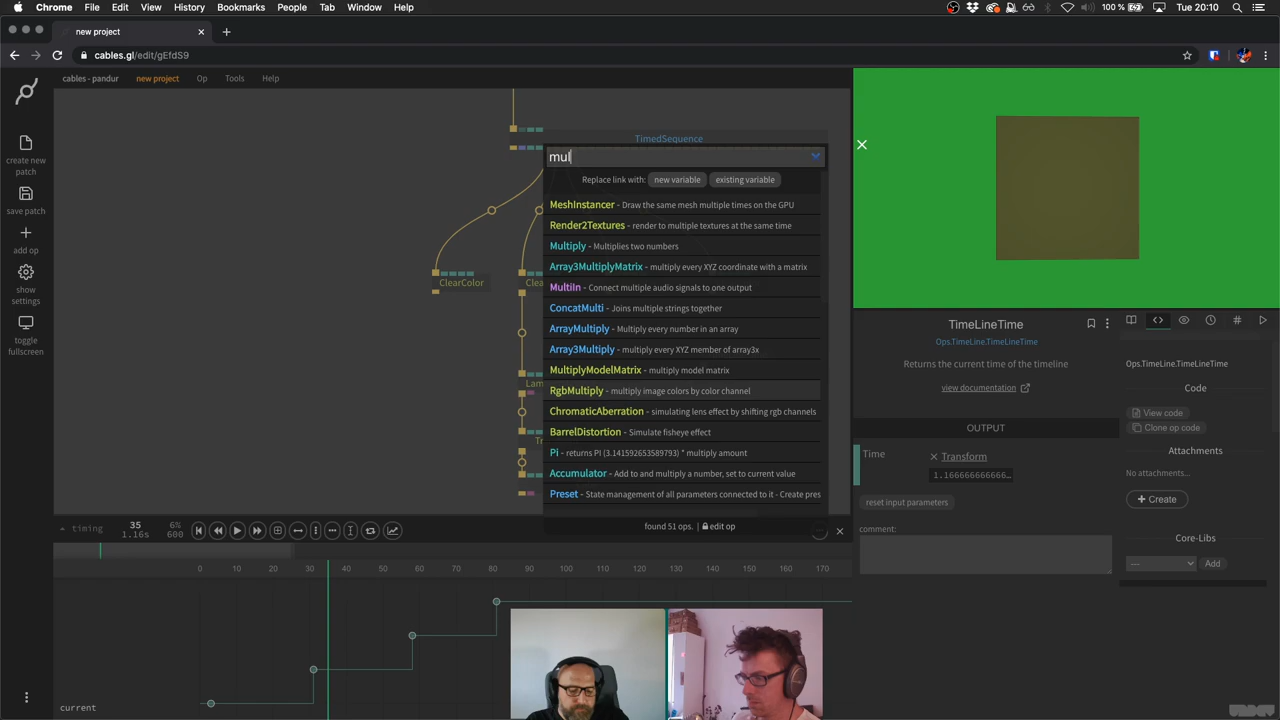 Chrome File Edit View History Bookmarks People Tab Window Help
100 % Tue 20:10
new project
cables.gl/edit/gEfdS9
cables - pandur new project Op Tools Help
create new patch
save patch
add op
show settings
toggle fullscreen
TimedSequence
mul
Replace link with: new variable existing variable
MeshInstancer - Draw the same mesh multiple times on the GPU
Render2Textures - render to multiple textures at the same time
Multiply - Multiplies two numbers
Array3MultiplyMatrix - multiply every XYZ coordinate with a matrix
MultiIn - Connect multiple audio signals to one output
ConcatMulti - Joins multiple strings together
ArrayMultiply - Multiply every number in an array
Array3Multiply - multiply every XYZ member of array3x
MultiplyModelMatrix - multiply model matrix
RgbMultiply - multiply image colors by color channel
ChromaticAberration - simulating lens effect by shifting rgb channels
BarrelDistortion - Simulate fisheye effect
Pi - returns PI (3.141592653589793) * multiply amount
Accumulator - Add to and multiply a number, set to current value
Preset - State management of all parameters connected to it - Create pres
found 51 ops. | edit op
ClearColor
Clea
Lam
Tr
TimeLineTime
Ops.TimeLine.TimeLineTime
Returns the current time of the timeline
view documentation
OUTPUT
Time
Transform
1.166666666666...
reset input parameters
comment:
Ops.TimeLine.TimeLineTime
Code
View code
Clone op code
Attachments
No attachments...
+ Create
Core-Libs
---
Add
timing
35
1.16s
6%
600
0 10 20 30 40 50 60 70 80 90 100 110 120 130 140 150 160 170
current